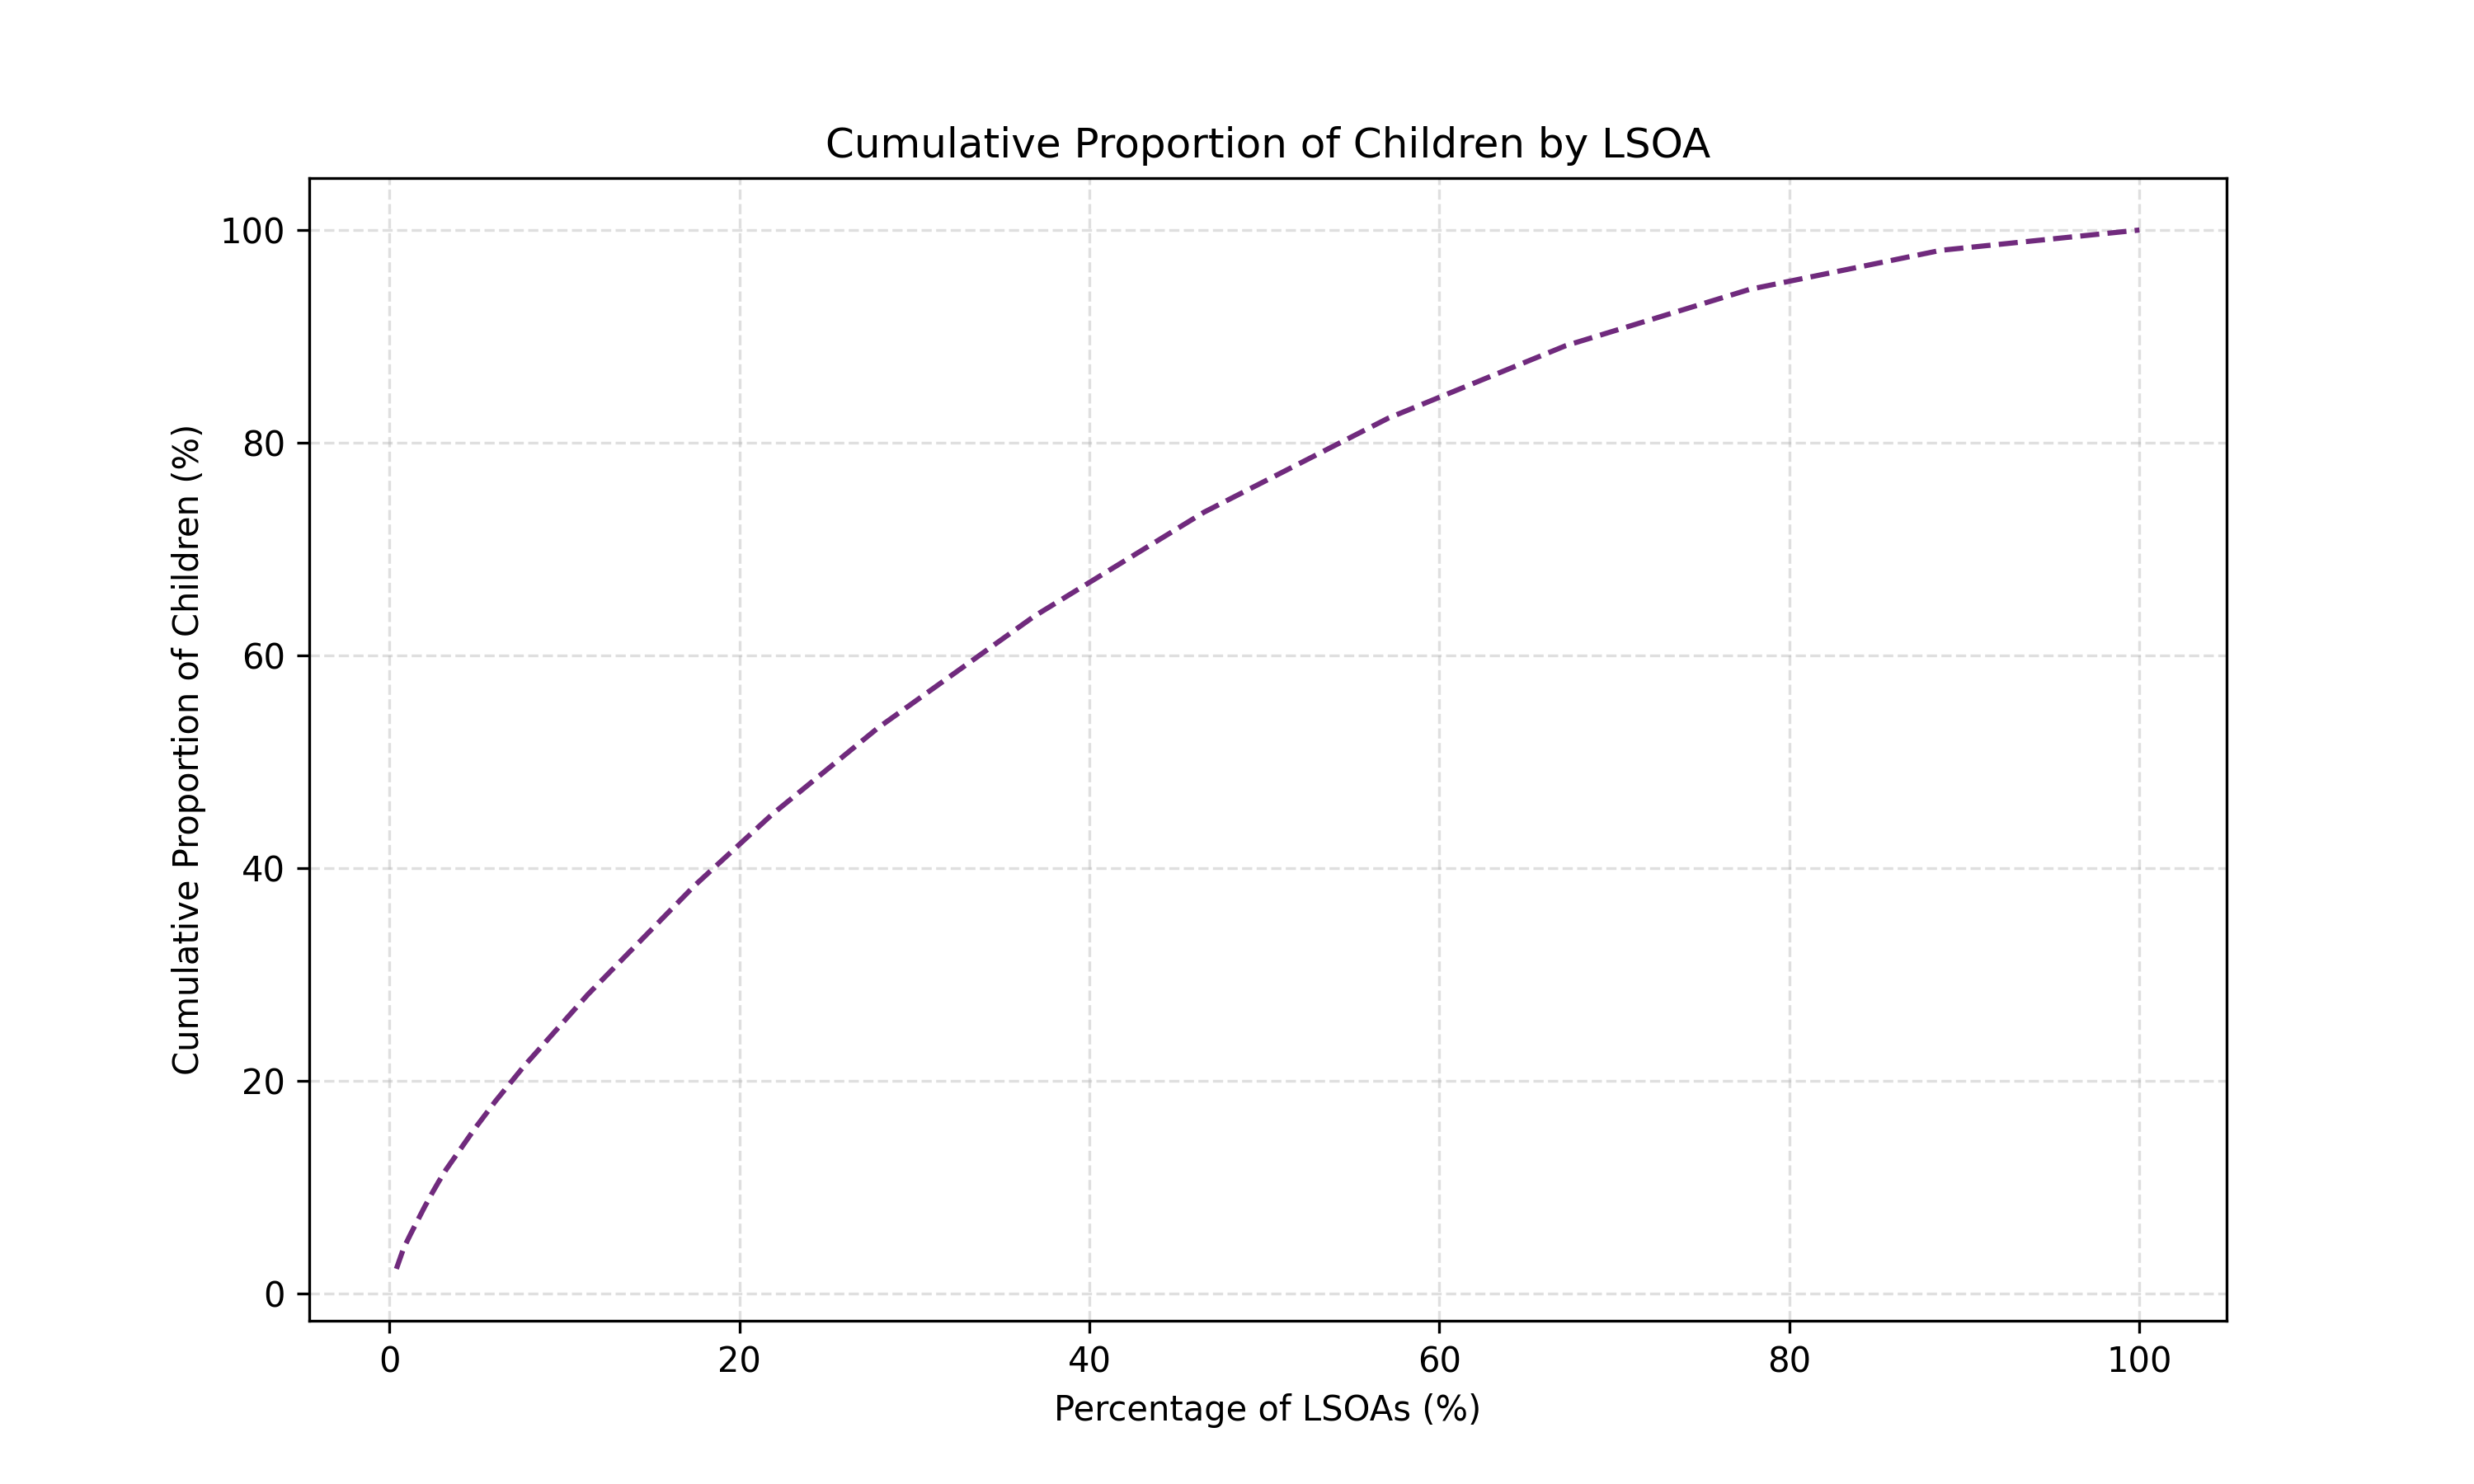 Cumulative Proportion of Children by LSOA
Cumulative Proportion of Children (%)
100
80
60
40
20
0
0 20 40 60 80 100
Percentage of LSOAs (%)